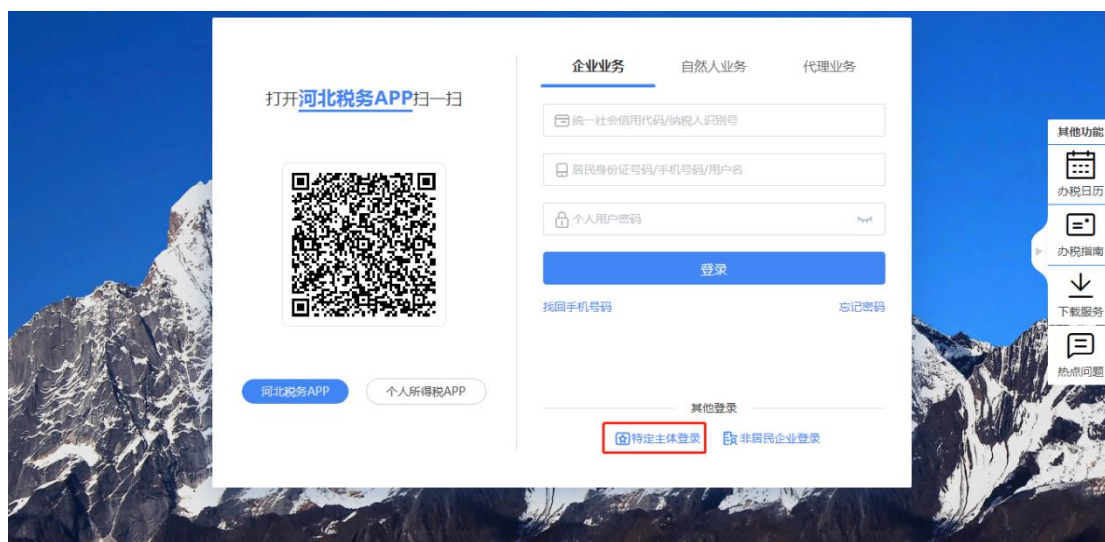 打开河北税务APP扫一扫
河北税务APP
个人所得税APP
企业业务 自然人业务 代理业务
统一社会信用代码/纳税人识别号
居民身份证号码/手机号码/用户名
个人用户密码
登录
找回手机号码 忘记密码
其他登录
特定主体登录 非居民企业登录
其他功能
办税日历
办税指南
下载服务
热点问题